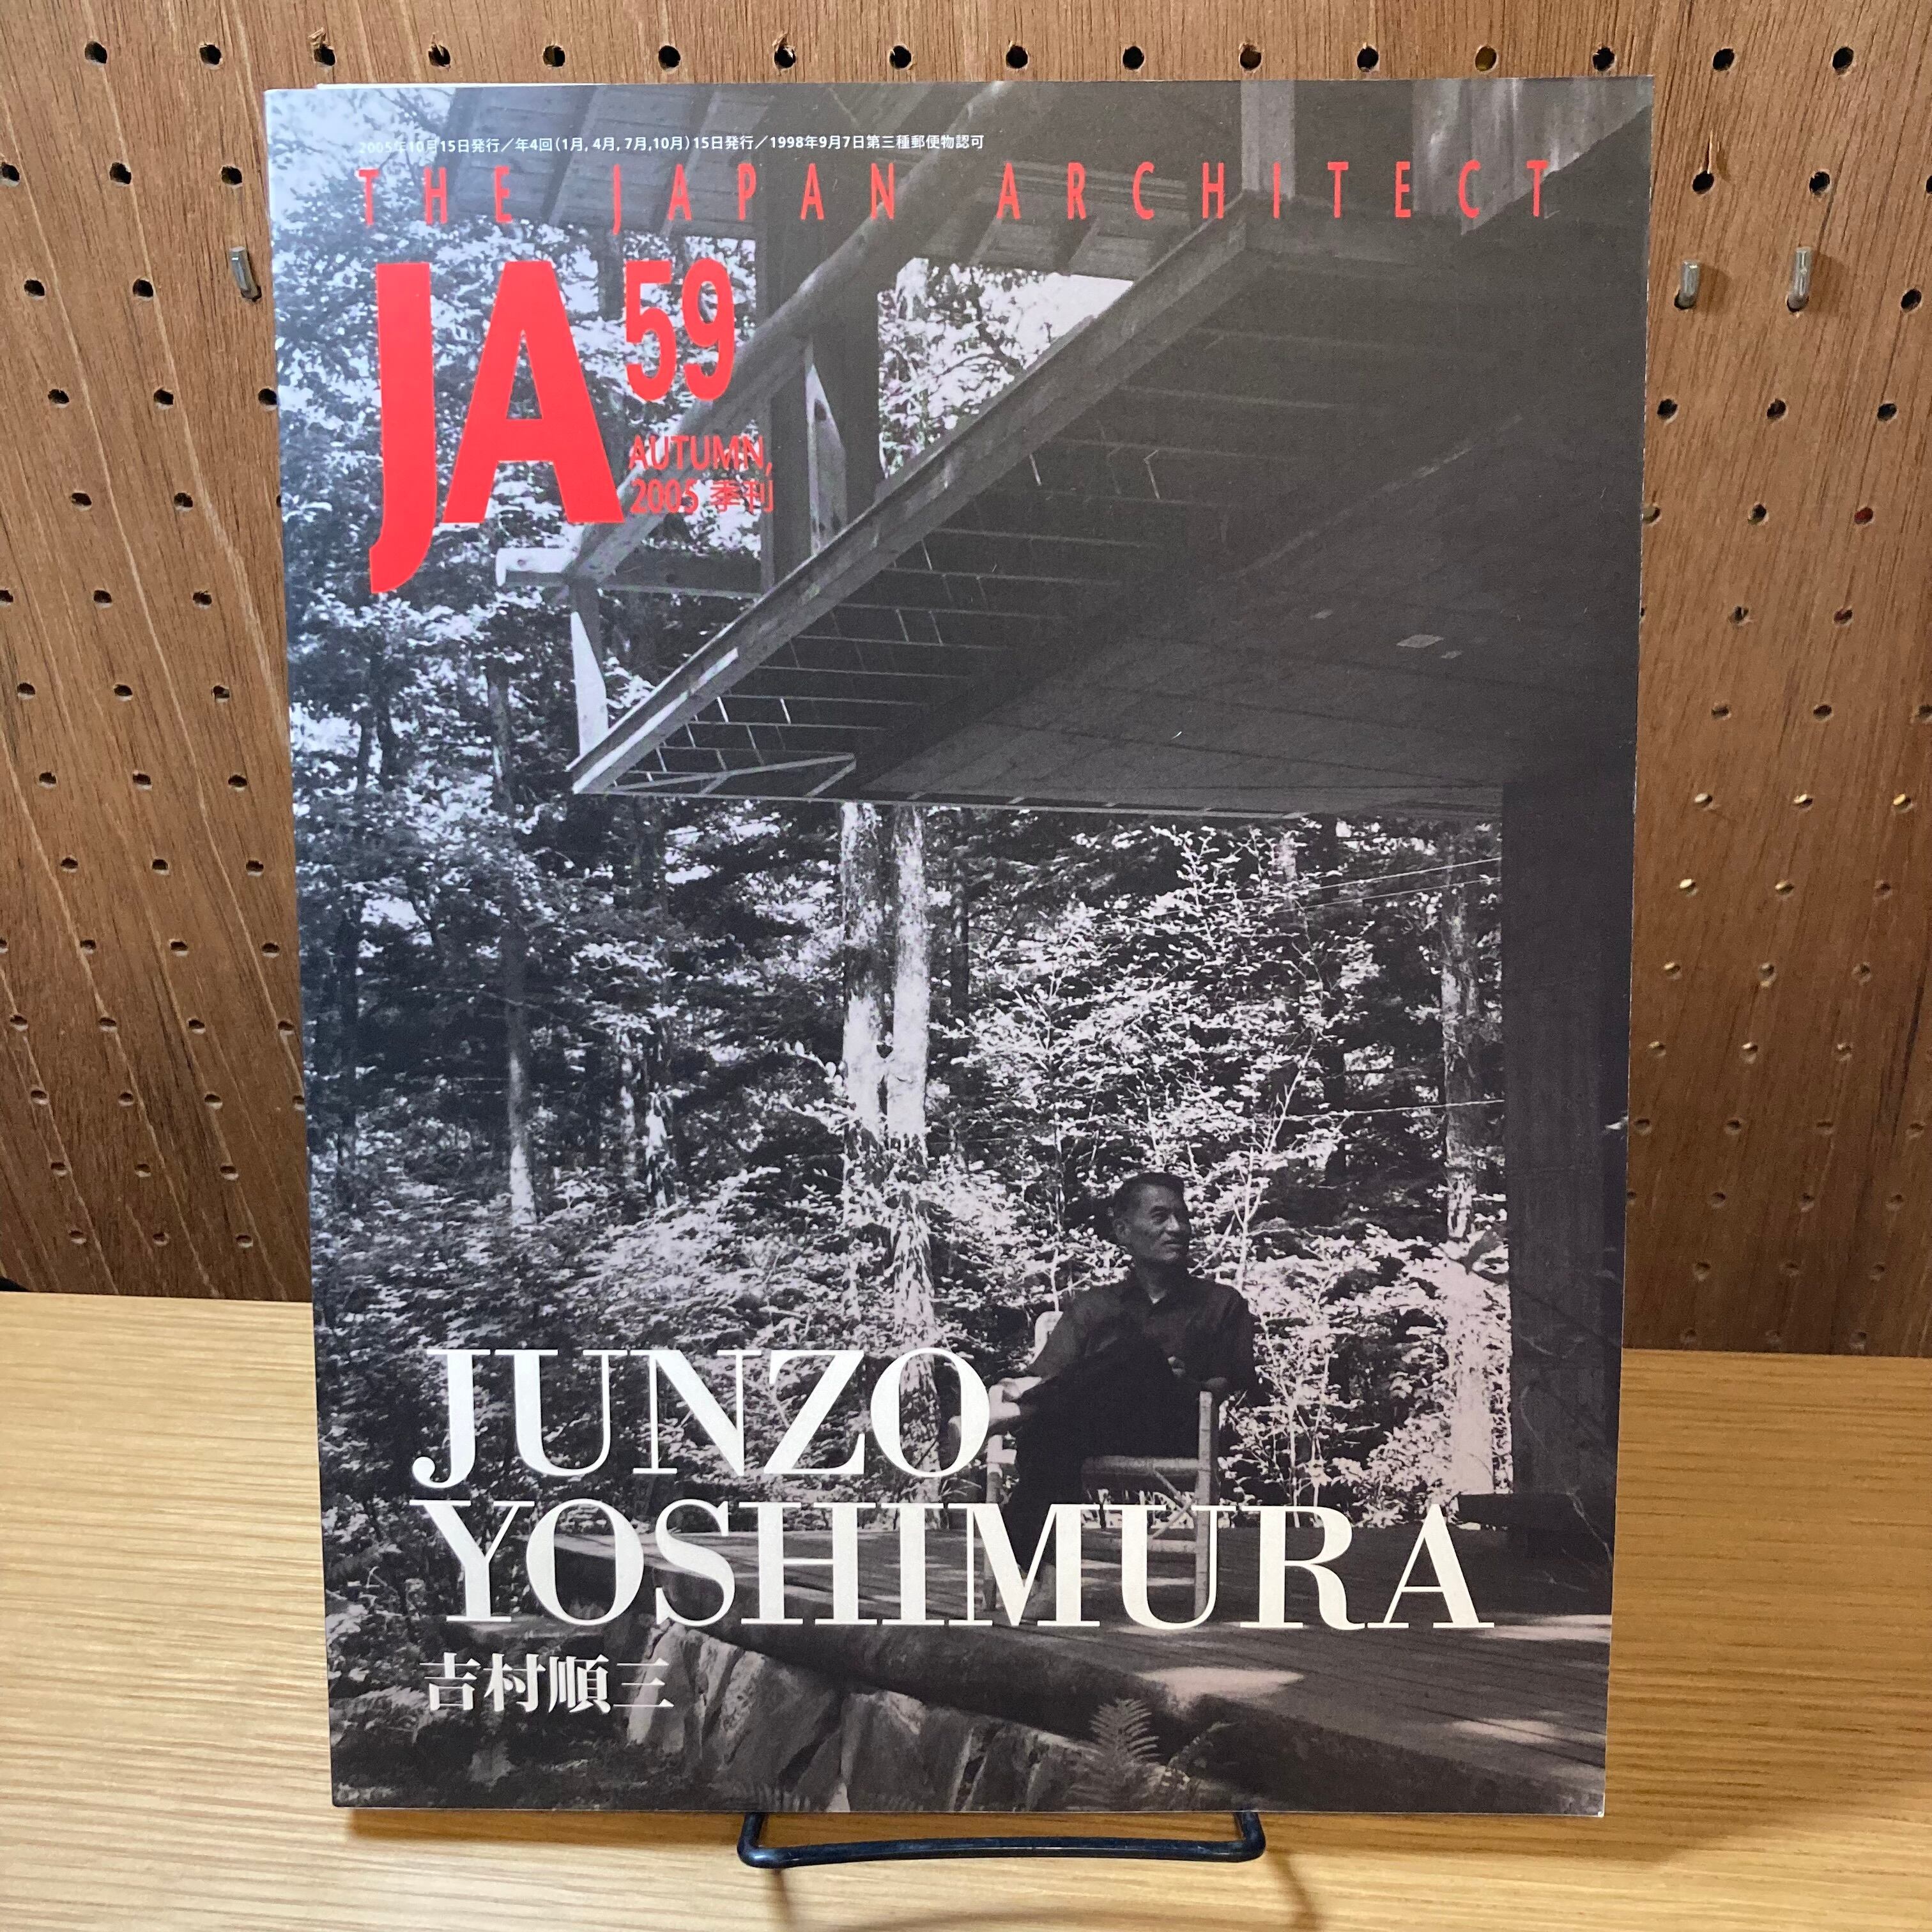 2005年10月15日発行／年4回(1月, 4月, 7月,10月)15日発行／1998年9月7日第三種郵便物認可
THE JAPAN ARCHITECT
JA 59
AUTUMN,
2005 季刊
JUNZO
YOSHIMURA
吉村順三